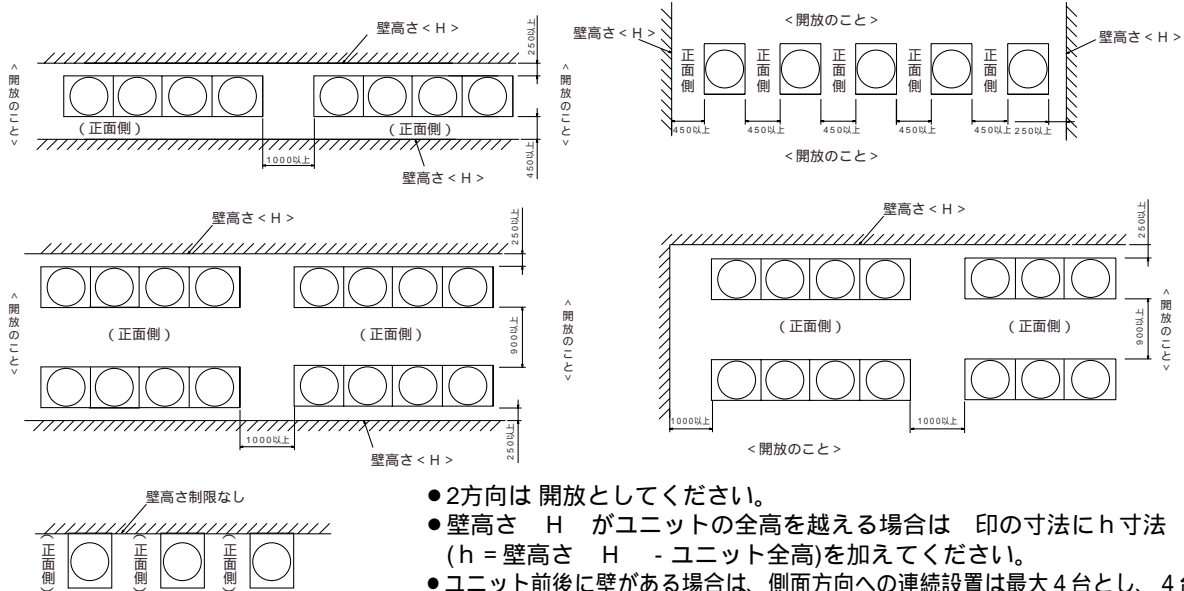 壁高さ<H>
250以上
<開放のこと>
(正面側)
(正面側)
<開放のこと>
1000以上
450以上
壁高さ<H>
<開放のこと>
壁高さ<H>
壁高さ<H>
正面側
正面側
正面側
正面側
正面側
450以上
450以上
450以上
450以上
450以上
250以上
<開放のこと>
壁高さ<H>
250以上
<開放のこと>
(正面側)
(正面側)
900以上
<開放のこと>
1000以上
250以上
壁高さ<H>
壁高さ<H>
250以上
(正面側)
(正面側)
900以上
<開放のこと>
1000以上
1000以上
<開放のこと>
壁高さ制限なし
(正面側)
(正面側)
(正面側)
●2方向は 開放としてください。
●壁高さ H がユニットの全高を越える場合は 印の寸法にh寸法
(h=壁高さ H -ユニット全高)を加えてください。
●ユニット前後に壁がある場合は、側面方向への連続設置は最大4台とし、4台